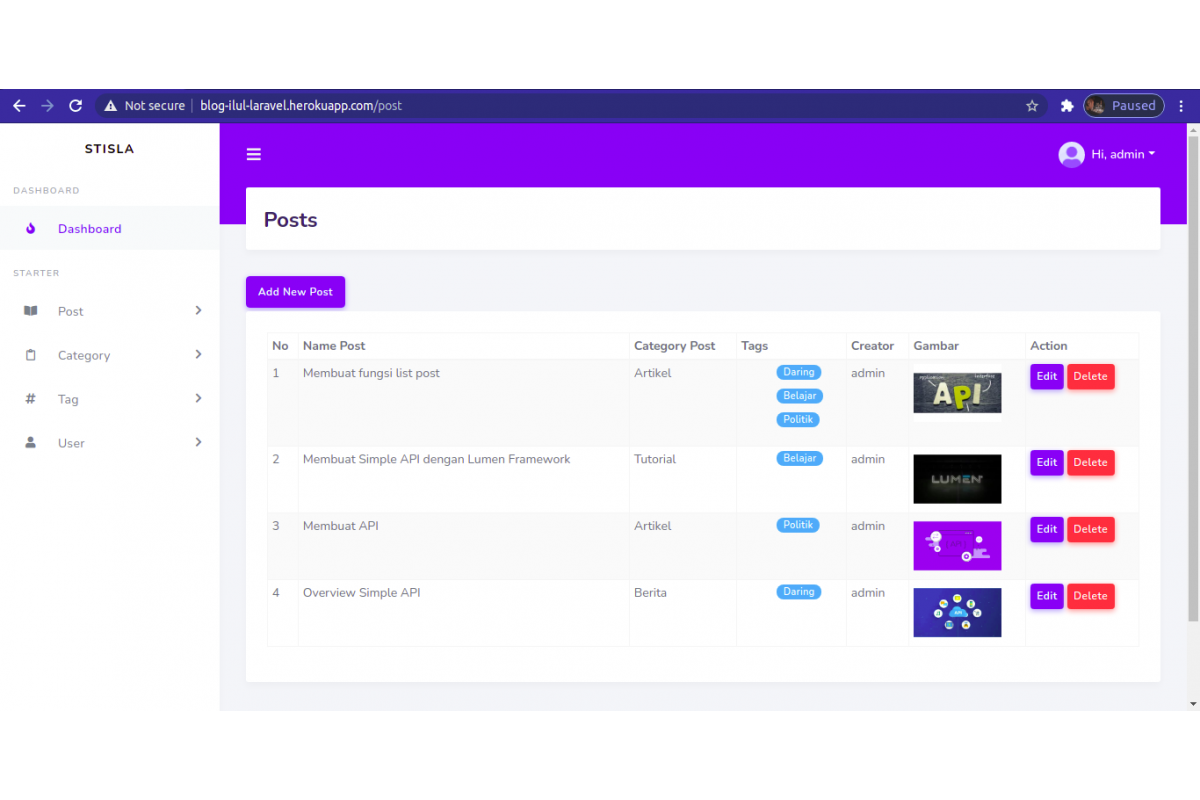 Not secure | blog-ilul-laravel.herokuapp.com/post
Paused
STISLA
Hi, admin
DASHBOARD
Dashboard
STARTER
Post
Category
Tag
User
Posts
Add New Post
No Name Post Category Post Tags Creator Gambar Action
1 Membuat fungsi list post Artikel Daring admin API Edit Delete
Belajar
Politik
2 Membuat Simple API dengan Lumen Framework Tutorial Belajar admin Edit Delete
LUMEN
3 Membuat API Artikel Politik admin Edit Delete
4 Overview Simple API Berita Daring admin Edit Delete
API